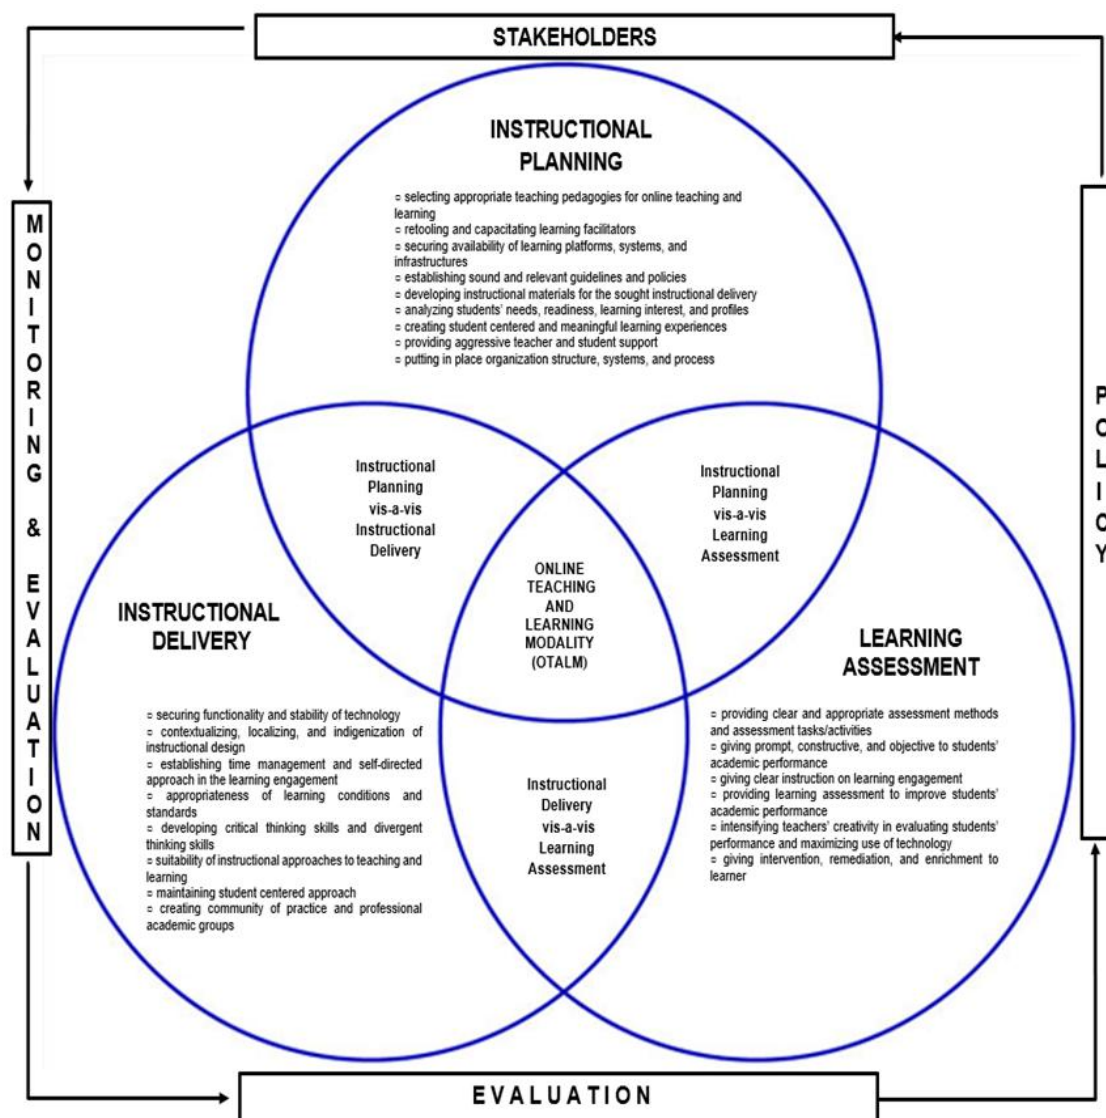 STAKEHOLDERS
INSTRUCTIONAL
PLANNING
▫ selecting appropriate teaching pedagogies for online teaching and
learning
▫ retooling and capacitating learning facilitators
▫ securing availability of learning platforms, systems, and
infrastructures
▫ establishing sound and relevant guidelines and policies
▫ developing instructional materials for the sought instructional delivery
▫ analyzing students’ needs, readiness, learning interest, and profiles
▫ creating student centered and meaningful learning experiences
▫ providing aggressive teacher and student support
▫ putting in place organization structure, systems, and process
MONITORING & EVALUATION
POLICY
Instructional
Planning
vis-a-vis
Instructional
Delivery
Instructional
Planning
vis-a-vis
Learning
Assessment
ONLINE
TEACHING
AND
LEARNING
MODALITY
(OTALM)
INSTRUCTIONAL
DELIVERY
▫ securing functionality and stability of technology
▫ contextualizing, localizing, and indigenization of
instructional design
▫ establishing time management and self-directed
approach in the learning engagement
▫ appropriateness of learning conditions and
standards
▫ developing critical thinking skills and divergent
thinking skills
▫ suitability of instructional approaches to teaching and
learning
▫ maintaining student centered approach
▫ creating community of practice and professional
academic groups
LEARNING
ASSESSMENT
▫ providing clear and appropriate assessment methods
and assessment tasks/activities
▫ giving prompt, constructive, and objective to students’
academic performance
▫ giving clear instruction on learning engagement
▫ providing learning assessment to improve students’
academic performance
▫ intensifying teachers’ creativity in evaluating students’
performance and maximizing use of technology
▫ giving intervention, remediation, and enrichment to
learner
Instructional
Delivery
vis-a-vis
Learning
Assessment
EVALUATION